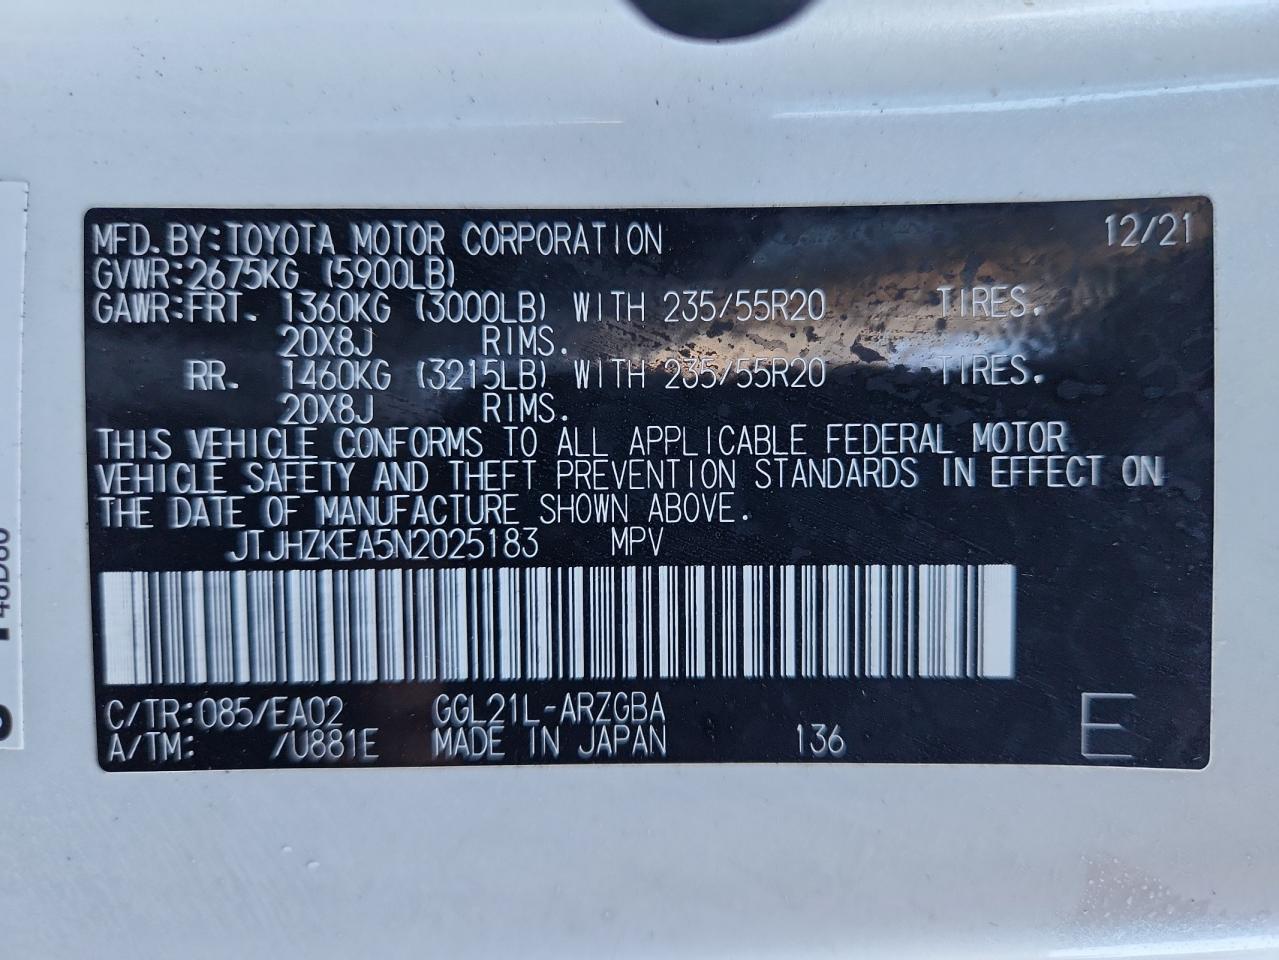 MFD.BY:TOYOTA MOTOR CORPORATION 12/21
GVWR:2675KG (5900LB)
GAWR:FRT. 1360KG (3000LB) WITH 235/55R20 TIRES.
20X8J RIMS.
RR. 1460KG (3215LB) WITH 235/55R20 TIRES.
20X8J RIMS.
THIS VEHICLE CONFORMS TO ALL APPLICABLE FEDERAL MOTOR
VEHICLE SAFETY AND THEFT PREVENTION STANDARDS IN EFFECT ON
THE DATE OF MANUFACTURE SHOWN ABOVE.
JTJHZKEA5N2025183 MPV
C/TR:085/EA02 GGL21L-ARZGBA
A/TM: /U881E MADE IN JAPAN 136 E